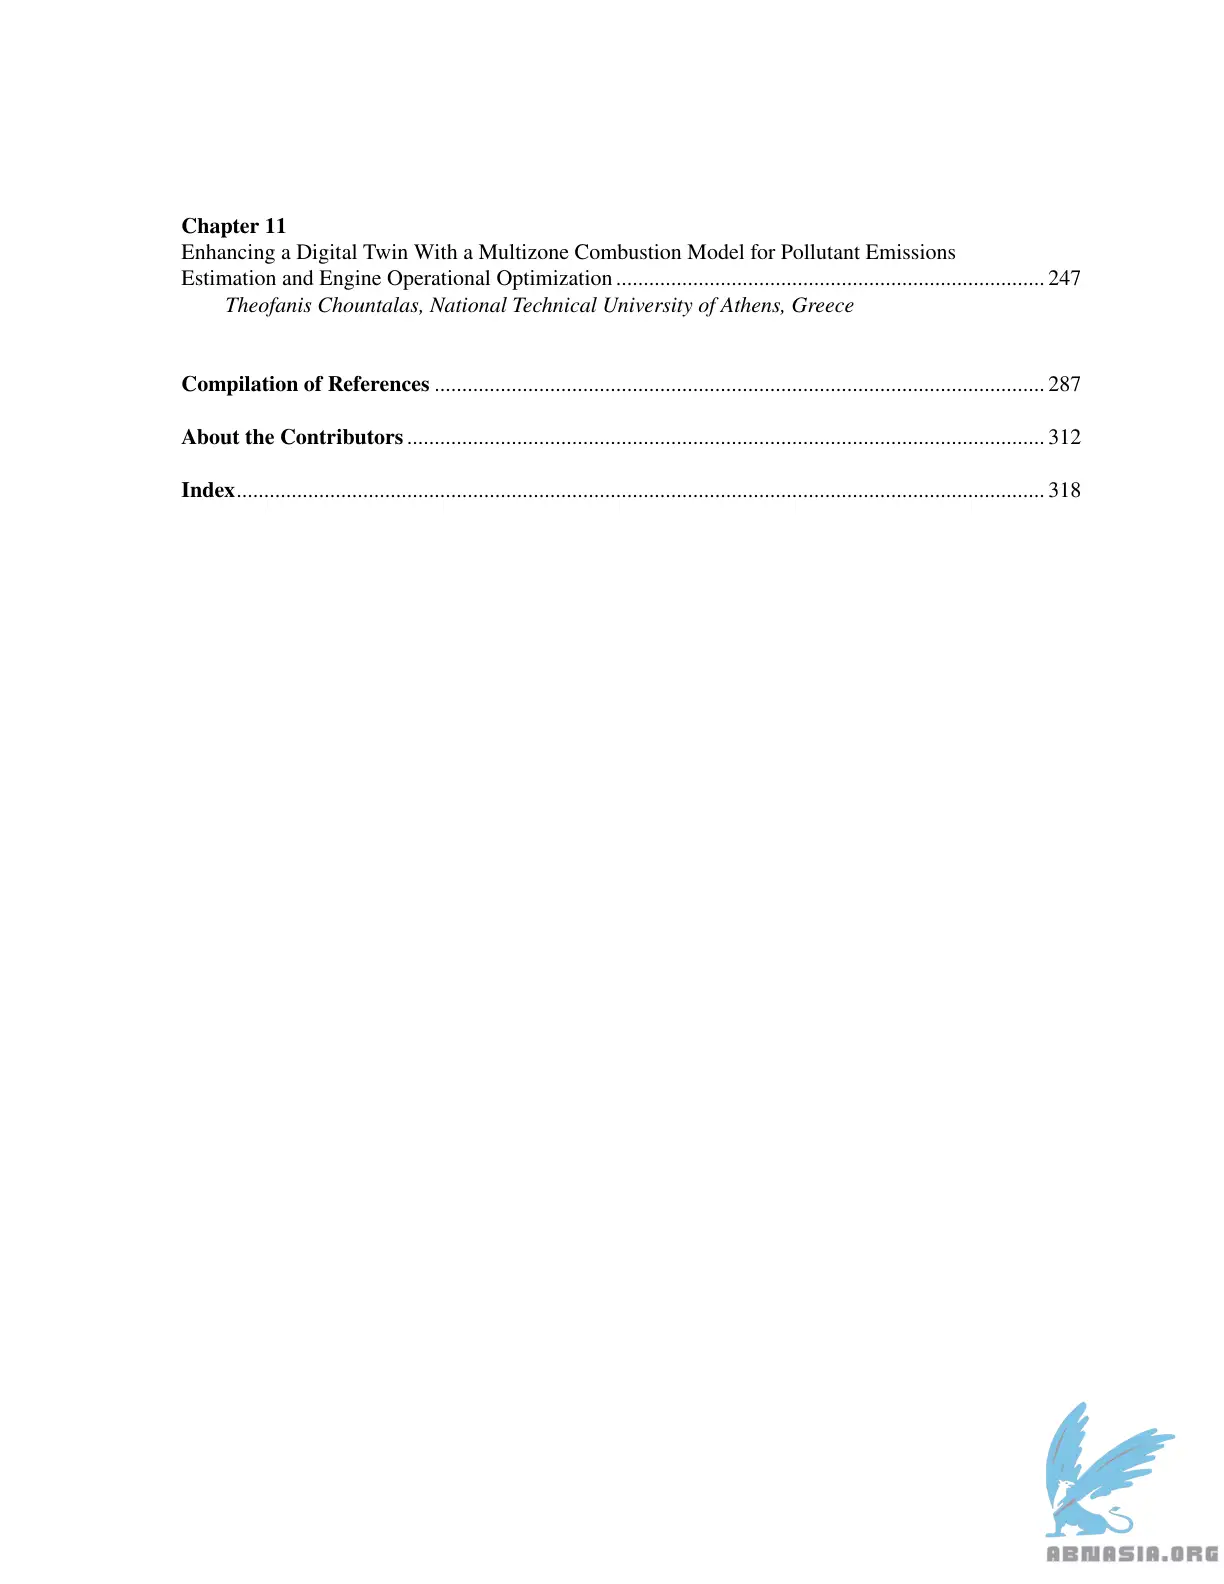 Chapter 11
Enhancing a Digital Twin With a Multizone Combustion Model for Pollutant Emissions
Estimation and Engine Operational Optimization .............................................................................. 247
Theofanis Chountalas, National Technical University of Athens, Greece
Compilation of References ............................................................................................................... 287
About the Contributors .................................................................................................................... 312
Index................................................................................................................................................... 318
ABNASIA.ORG